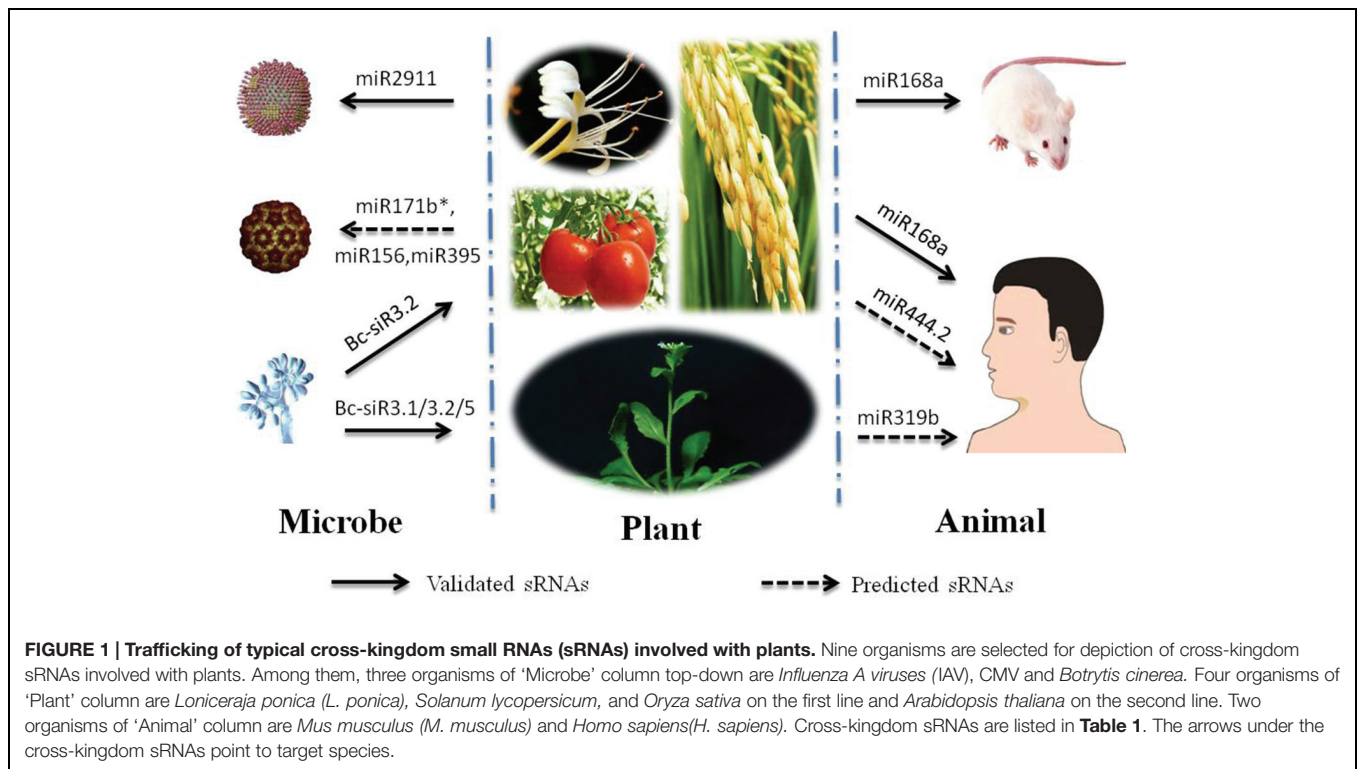 miR2911
miR168a
miR171b*,
miR156,miR395
miR168a
Bc-siR3.2
miR444.2
Bc-siR3.1/3.2/5
miR319b
Microbe
Plant
Animal
Validated sRNAs
Predicted sRNAs
FIGURE 1 | Trafficking of typical cross-kingdom small RNAs (sRNAs) involved with plants. Nine organisms are selected for depiction of cross-kingdom
sRNAs involved with plants. Among them, three organisms of ‘Microbe’ column top-down are Influenza A viruses (IAV), CMV and Botrytis cinerea. Four organisms of
‘Plant’ column are Loniceraja ponica (L. ponica), Solanum lycopersicum, and Oryza sativa on the first line and Arabidopsis thaliana on the second line. Two
organisms of ‘Animal’ column are Mus musculus (M. musculus) and Homo sapiens(H. sapiens). Cross-kingdom sRNAs are listed in Table 1. The arrows under the
cross-kingdom sRNAs point to target species.